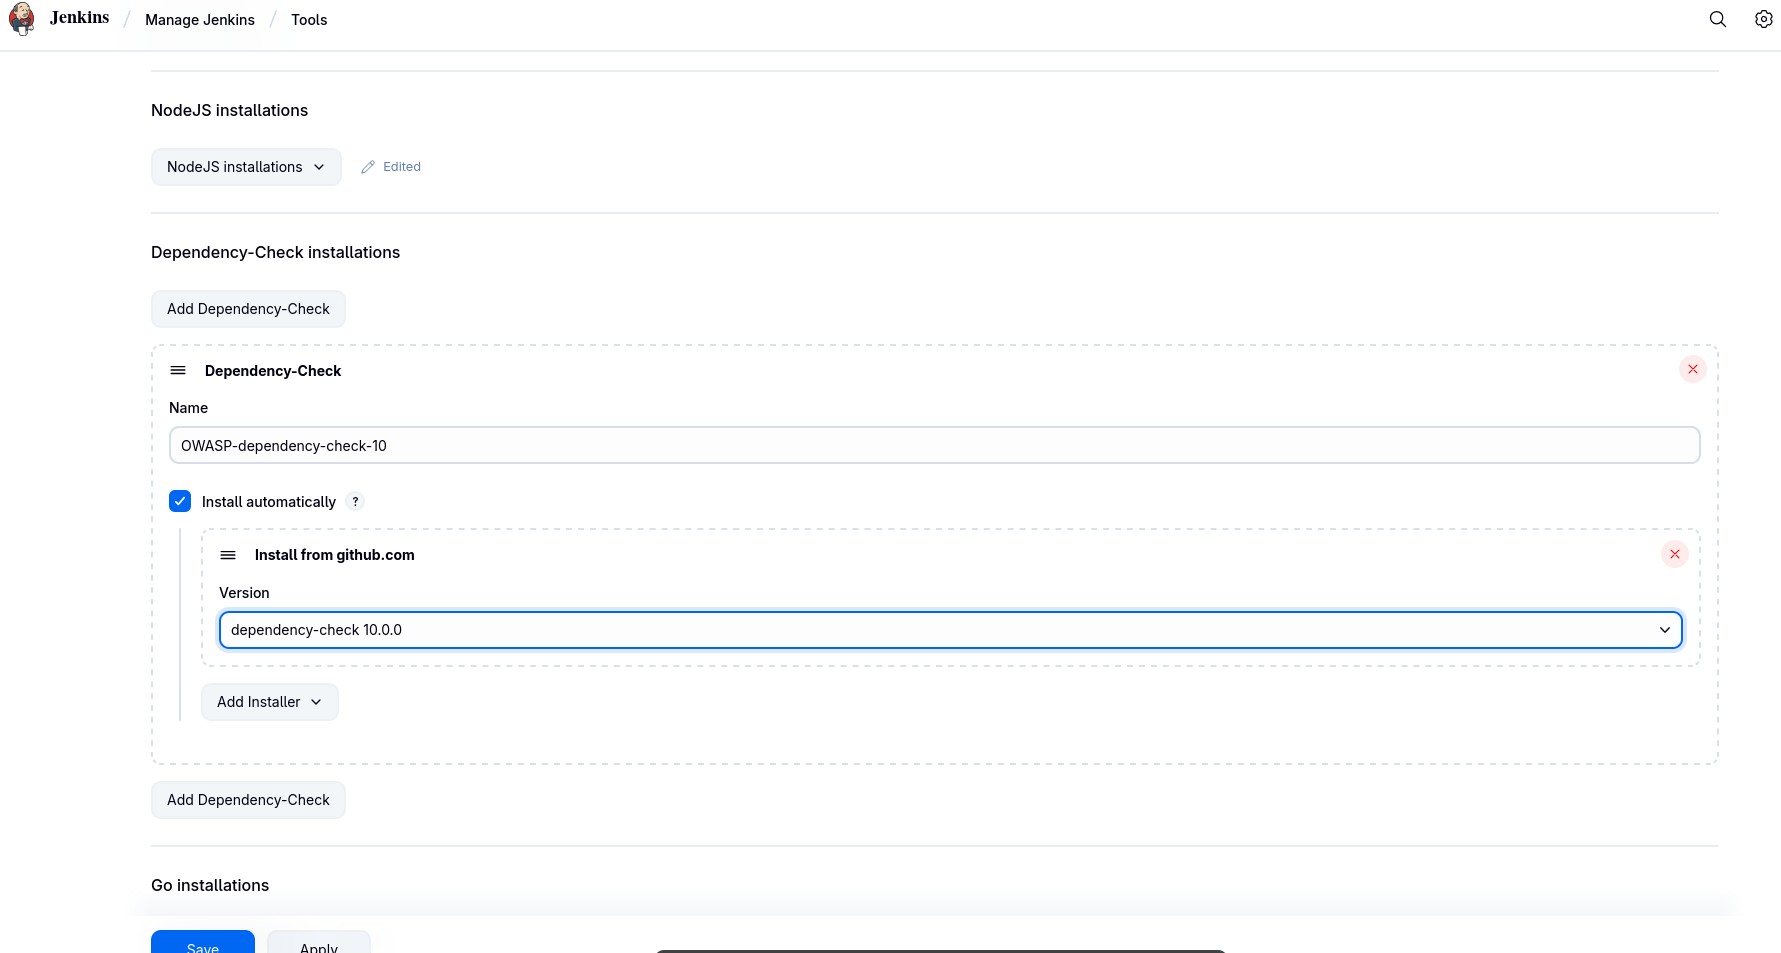 Jenkins / Manage Jenkins / Tools
NodeJS installations
NodeJS installations
Edited
Dependency-Check installations
Add Dependency-Check
Dependency-Check
Name
OWASP-dependency-check-10
Install automatically ?
Install from github.com
Version
dependency-check 10.0.0
Add Installer
Add Dependency-Check
Go installations
Save
Apply